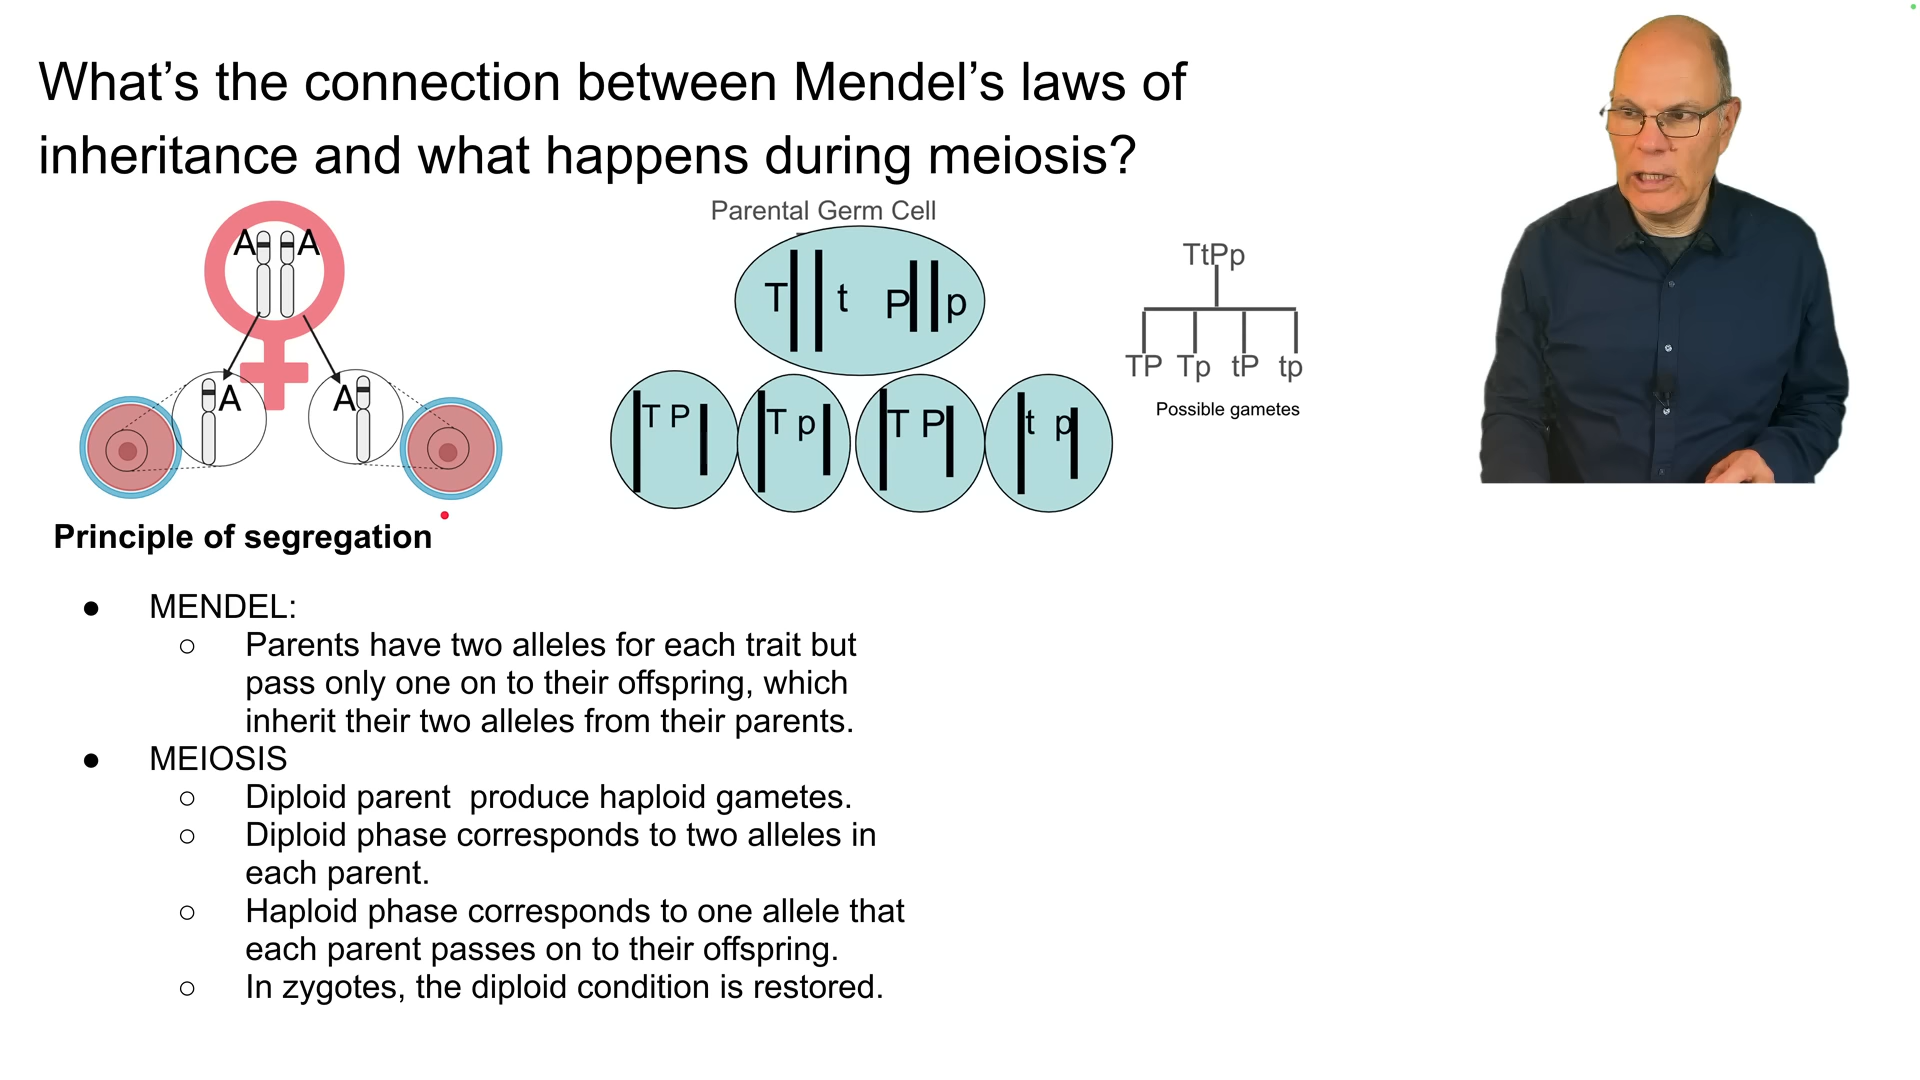 What’s the connection between Mendel’s laws of
inheritance and what happens during meiosis?
A A
A
A
Parental Germ Cell
T t P p
T P
T p
T P
t p
TtPp
TP Tp tP tp
Possible gametes
Principle of segregation
● MENDEL:
○ Parents have two alleles for each trait but
pass only one on to their offspring, which
inherit their two alleles from their parents.
● MEIOSIS
○ Diploid parent  produce haploid gametes.
○ Diploid phase corresponds to two alleles in
each parent.
○ Haploid phase corresponds to one allele that
each parent passes on to their offspring.
○ In zygotes, the diploid condition is restored.